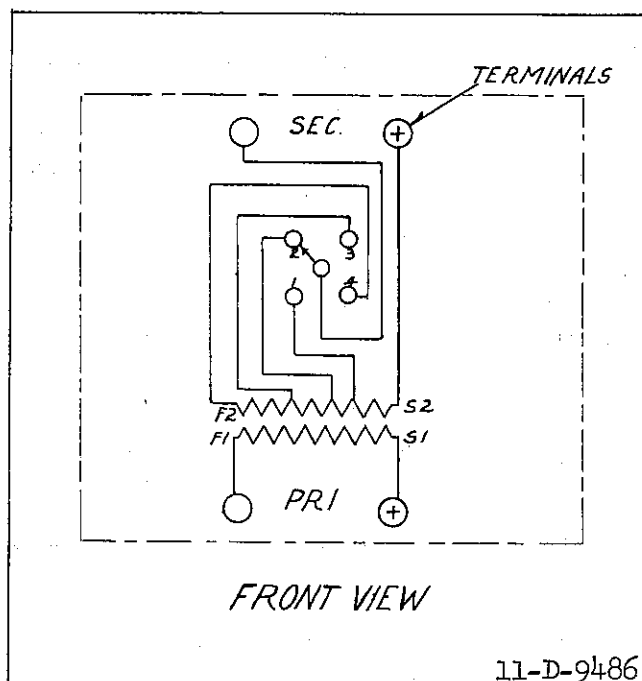 TERMINALS
SEC.
+
2
3
1
4
F2
S2
F1
S1
PRI
+
FRONT VIEW
11-D-9486